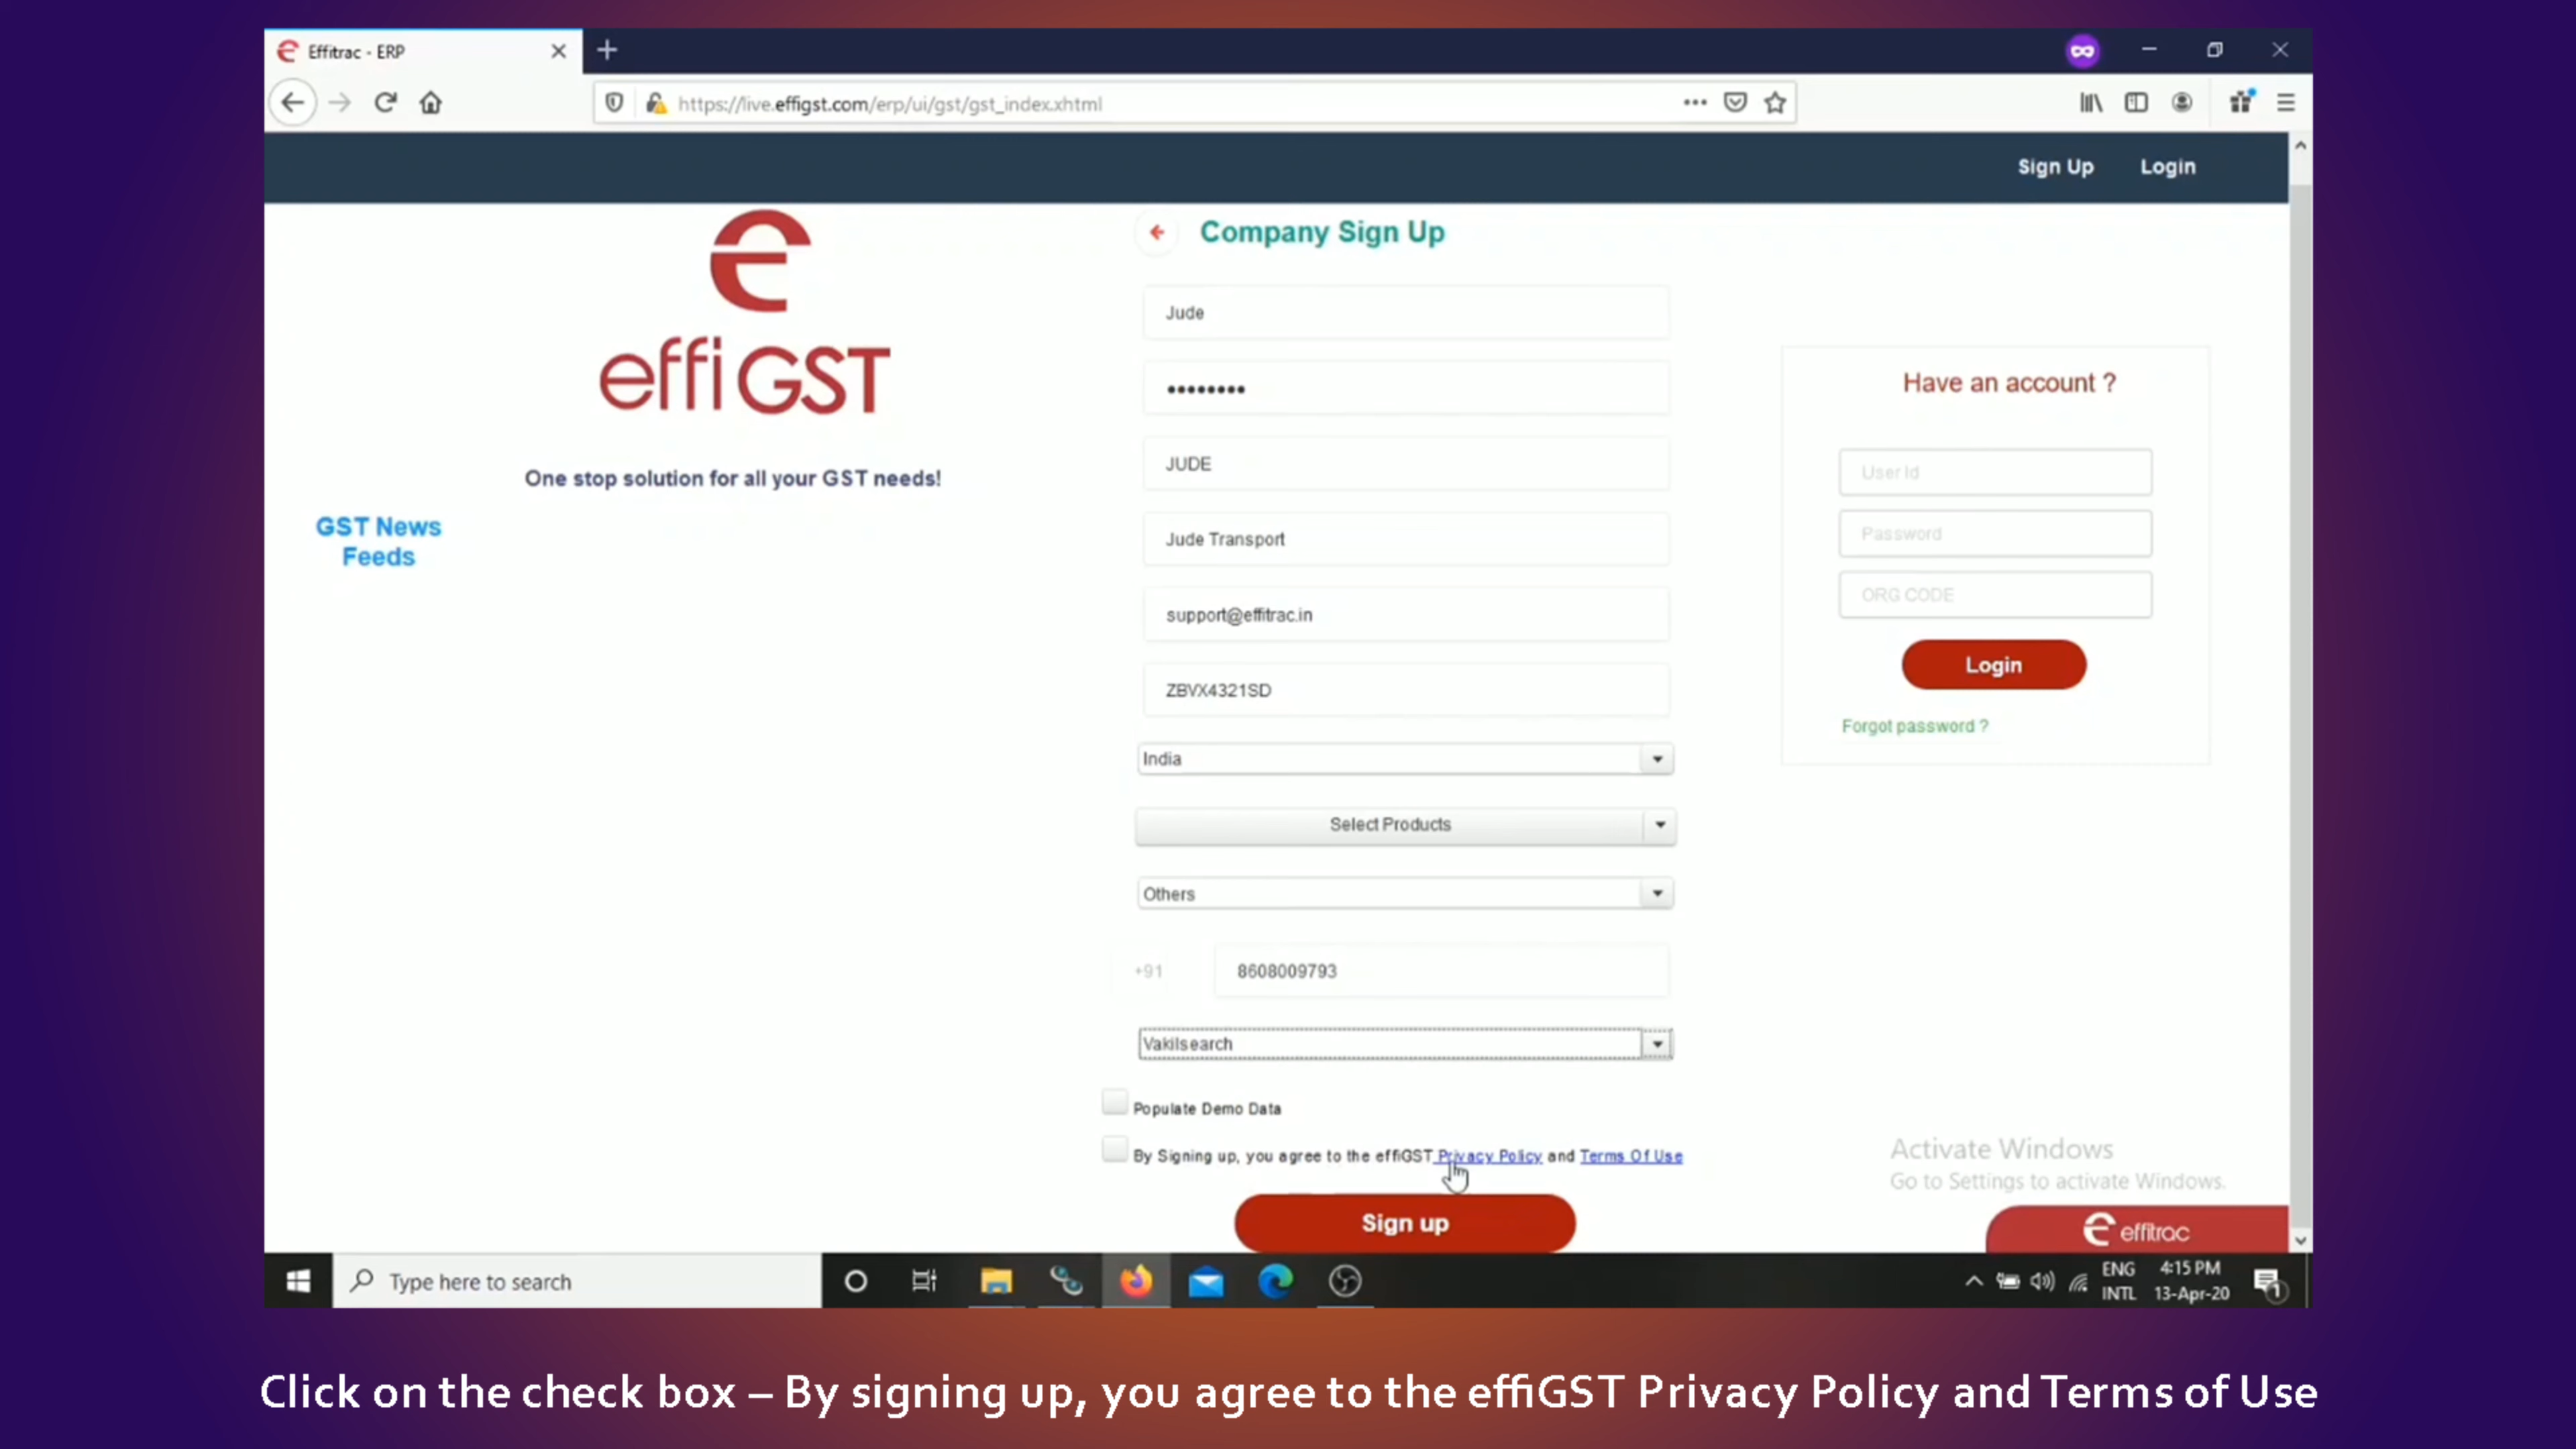 Effitrac - ERP
https://live.effigst.com/erp/ui/gst/gst_index.xhtml
Sign Up Login
effiGST
One stop solution for all your GST needs!
GST News
Feeds
Company Sign Up
Jude
••••••••
JUDE
Jude Transport
support@effitrac.in
ZBVX4321SD
India
Select Products
Others
+91 8608009793
Vakilsearch
Populate Demo Data
By Signing up, you agree to the effiGST Privacy Policy and Terms Of Use
Sign up
Have an account ?
User Id
Password
ORG CODE
Login
Forgot password ?
Activate Windows
Go to Settings to activate Windows.
effitrac
Type here to search
ENG
INTL
4:15 PM
13-Apr-20
1
Click on the check box – By signing up, you agree to the effiGST Privacy Policy and Terms of Use